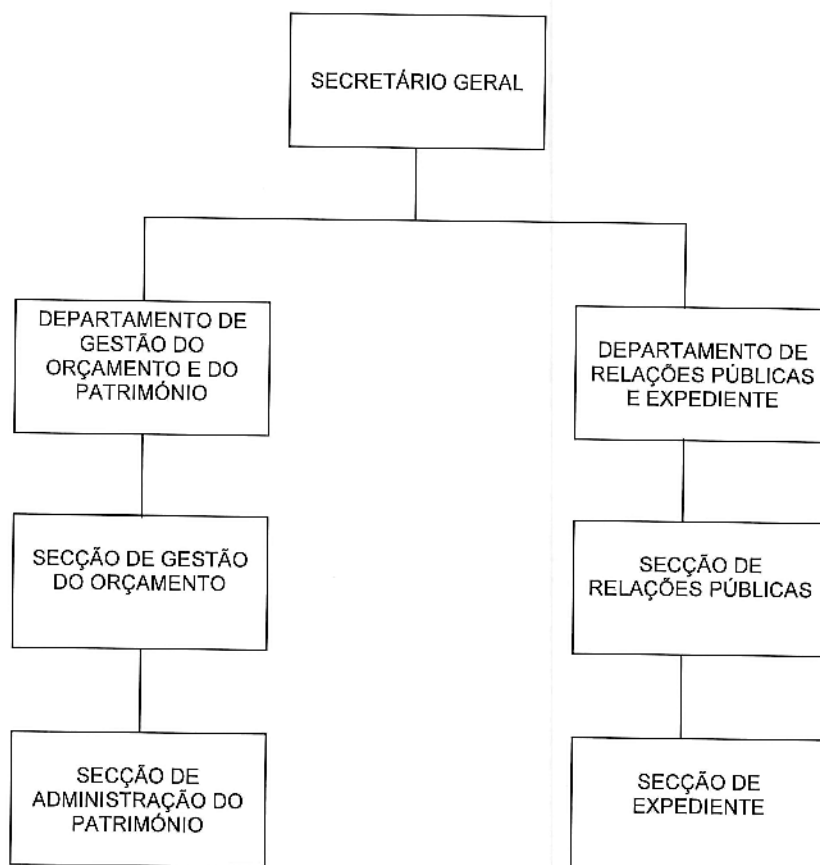 SECRETÁRIO GERAL
DEPARTAMENTO DE
GESTÃO DO
ORÇAMENTO E DO
PATRIMÓNIO
DEPARTAMENTO DE
RELAÇÕES PÚBLICAS
E EXPEDIENTE
SECÇÃO DE GESTÃO
DO ORÇAMENTO
SECÇÃO DE
RELAÇÕES PÚBLICAS
SECÇÃO DE
ADMINISTRAÇÃO DO
PATRIMÓNIO
SECÇÃO DE
EXPEDIENTE